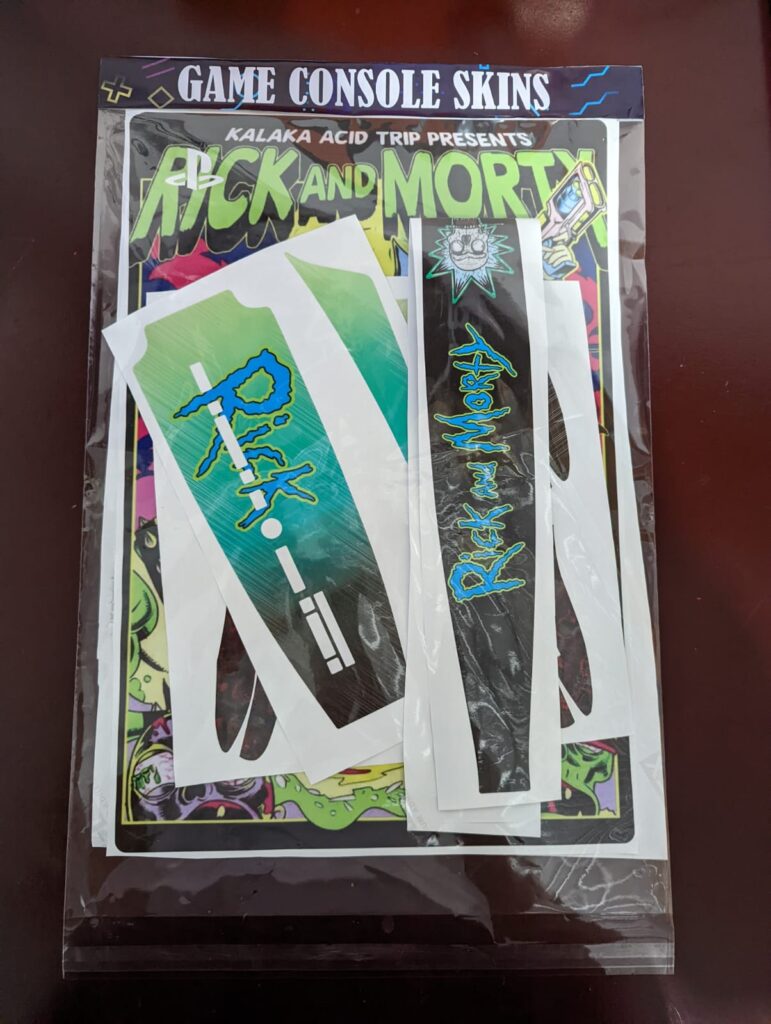 GAME CONSOLE SKINS
KALAKA ACID TRIP PRESENTS
RICK AND MORTY
Rick
Rick and Morty